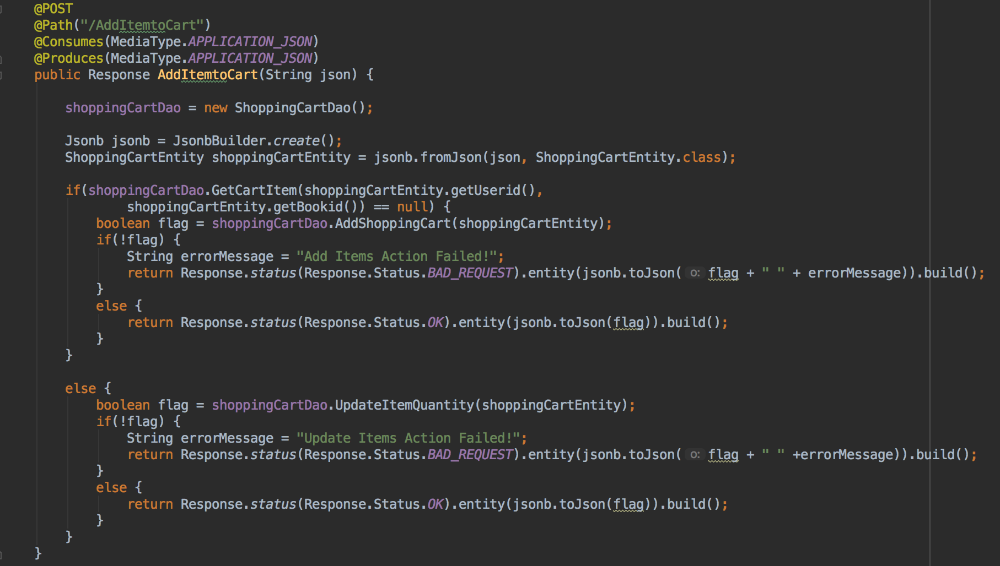 @POST
@Path("/AddItemtoCart")
@Consumes(MediaType.APPLICATION_JSON)
@Produces(MediaType.APPLICATION_JSON)
public Response AddItemtoCart(String json) {
shoppingCartDao = new ShoppingCartDao();
Jsonb jsonb = JsonbBuilder.create();
ShoppingCartEntity shoppingCartEntity = jsonb.fromJson(json, ShoppingCartEntity.class);
if(shoppingCartDao.GetCartItem(shoppingCartEntity.getUserid(),
shoppingCartEntity.getBookid()) == null) {
boolean flag = shoppingCartDao.AddShoppingCart(shoppingCartEntity);
if(!flag) {
String errorMessage = "Add Items Action Failed!";
return Response.status(Response.Status.BAD_REQUEST).entity(jsonb.toJson( o: flag + " " + errorMessage)).build();
}
else {
return Response.status(Response.Status.OK).entity(jsonb.toJson(flag)).build();
}
}
else {
boolean flag = shoppingCartDao.UpdateItemQuantity(shoppingCartEntity);
if(!flag) {
String errorMessage = "Update Items Action Failed!";
return Response.status(Response.Status.BAD_REQUEST).entity(jsonb.toJson( o: flag + " " +errorMessage)).build();
}
else {
return Response.status(Response.Status.OK).entity(jsonb.toJson(flag)).build();
}
}
}